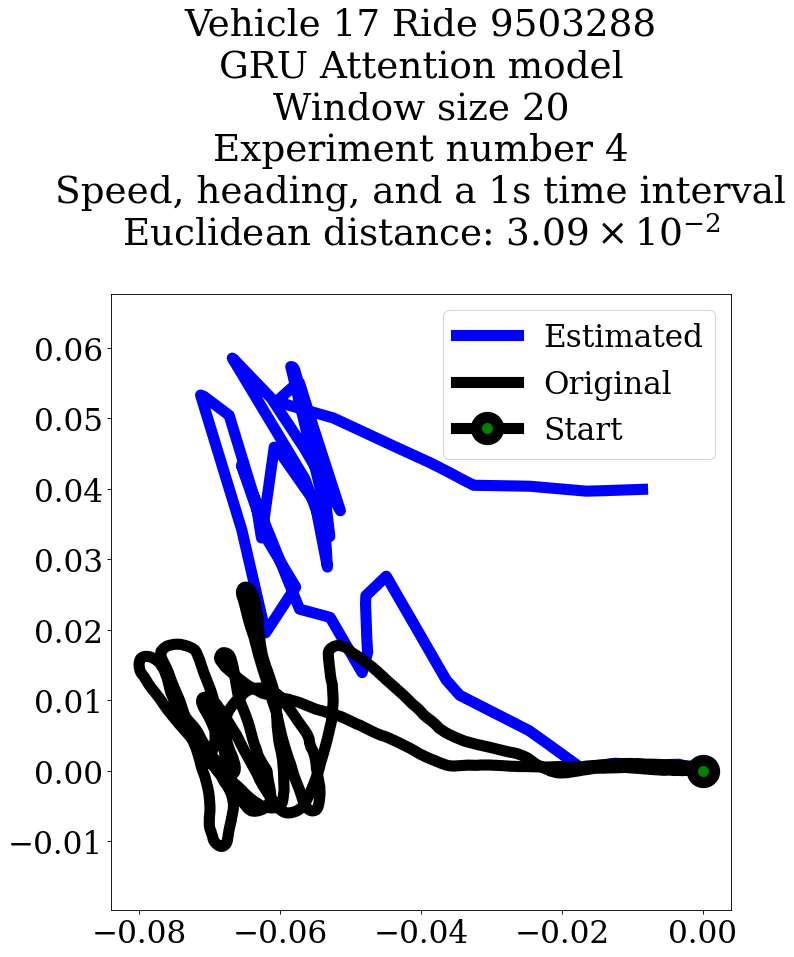 Vehicle 17 Ride 9503288
GRU Attention model
Window size 20
Experiment number 4
Speed, heading, and a 1s time interval
Euclidean distance: 3.09 × 10⁻²
Estimated
Original
Start
0.06
0.05
0.04
0.03
0.02
0.01
0.00
−0.01
−0.08
−0.06
−0.04
−0.02
0.00